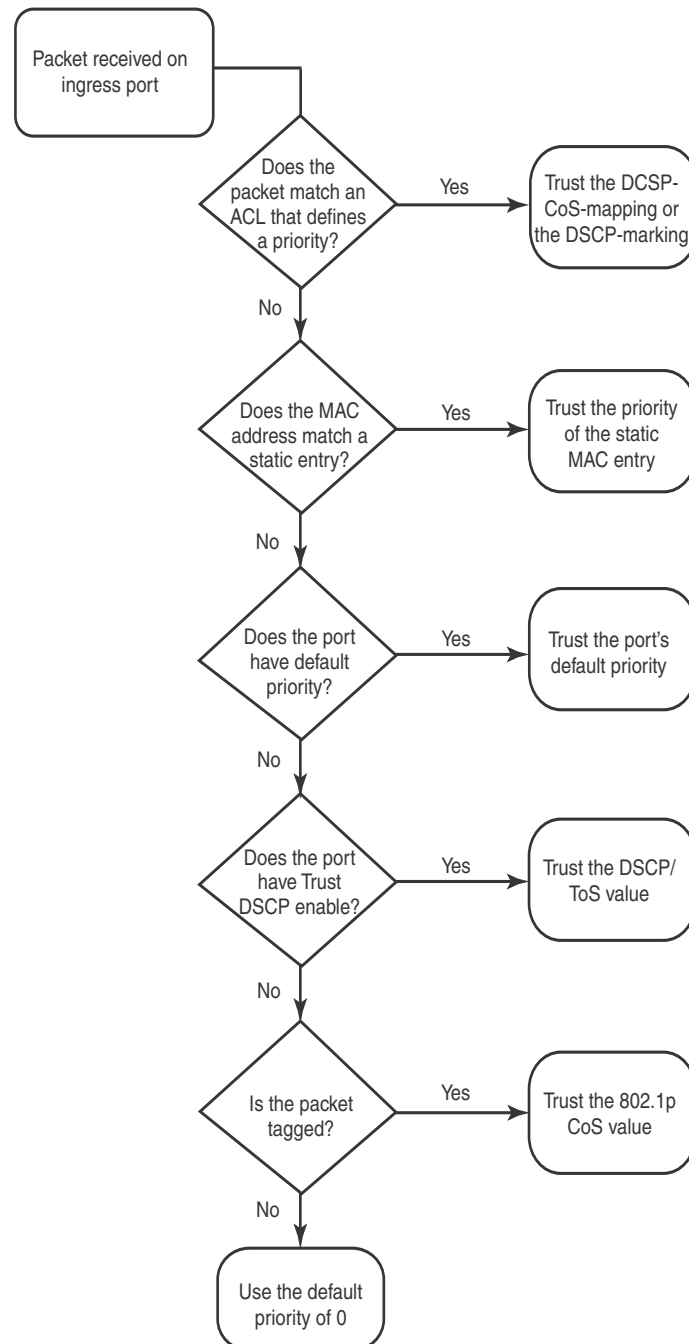 Packet received on
ingress port
Does the
packet match an
ACL that defines
a priority?
Yes
Trust the DCSP-
CoS-mapping or
the DSCP-marking
No
Does the MAC
address match a
static entry?
Yes
Trust the priority
of the static
MAC entry
No
Does the port
have default
priority?
Yes
Trust the port's
default priority
No
Does the port
have Trust
DSCP enable?
Yes
Trust the DSCP/
ToS value
No
Is the packet
tagged?
Yes
Trust the 802.1p
CoS value
No
Use the default
priority of 0